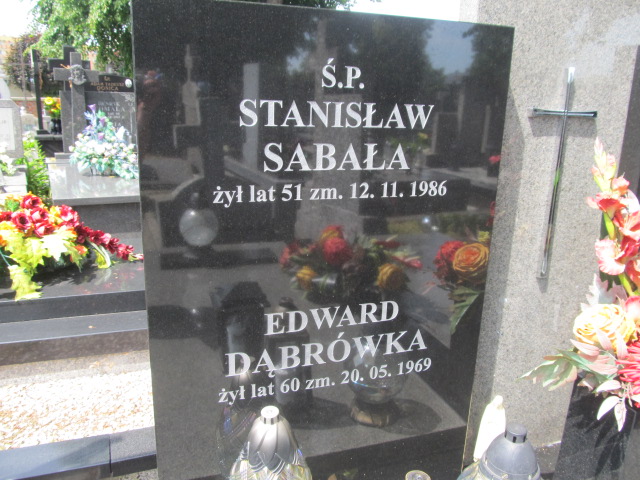 Ś.P.
STANISŁAW
SABAŁA
żył lat 51 zm. 12. 11. 1986
EDWARD
DĄBRÓWKA
żył lat 60 zm. 20. 05. 1969